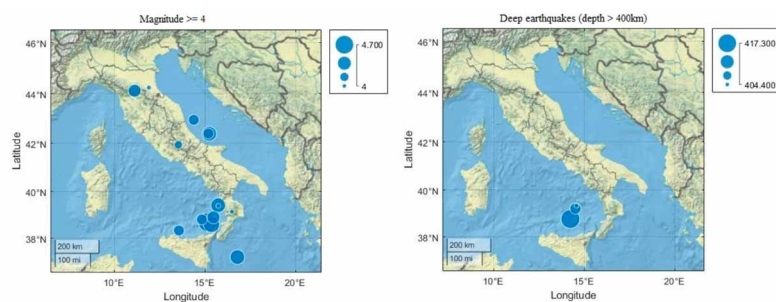 Magnitude >= 4
46°N
44°N
42°N
40°N
38°N
Latitude
200 km
100 mi
10°E
15°E
20°E
Longitude
4.700
4
Deep earthquakes (depth > 400km)
46°N
44°N
42°N
40°N
38°N
Latitude
200 km
100 mi
10°E
15°E
20°E
Longitude
417.300
404.400